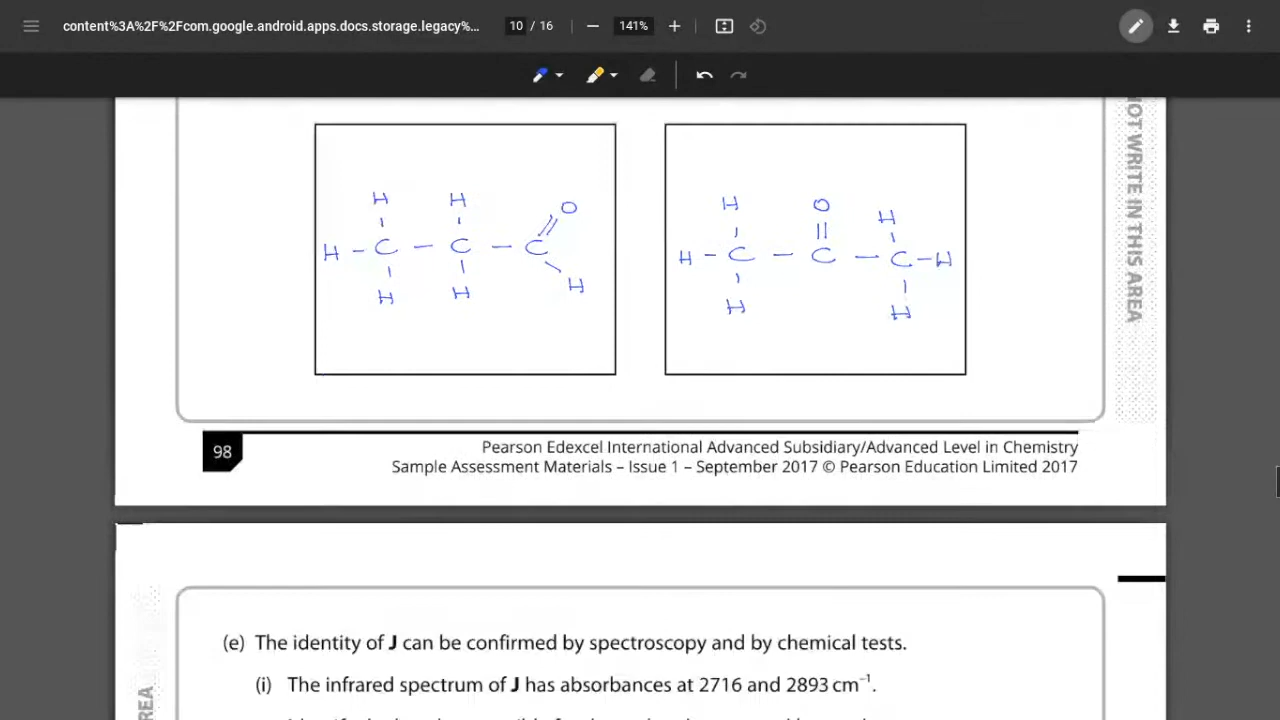 content%3A%2F%2Fcom.google.android.apps.docs.storage.legacy%...
10 / 16
141%
NOT WRITE IN THIS AREA
H H O
H - C - C - C
H H H
H O H
H - C - C - C - H
H H
98
Pearson Edexcel International Advanced Subsidiary/Advanced Level in Chemistry
Sample Assessment Materials – Issue 1 – September 2017 © Pearson Education Limited 2017
(e) The identity of J can be confirmed by spectroscopy and by chemical tests.
(i) The infrared spectrum of J has absorbances at 2716 and 2893 cm⁻¹.
REA